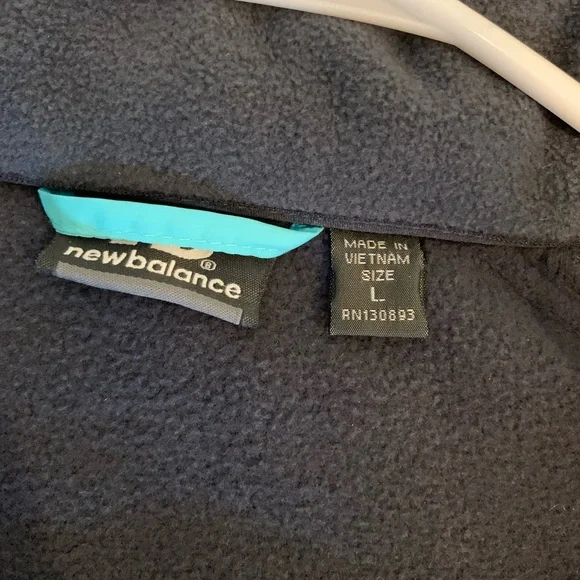 newbalance®
MADE IN
VIETNAM
SIZE
L
RN130893